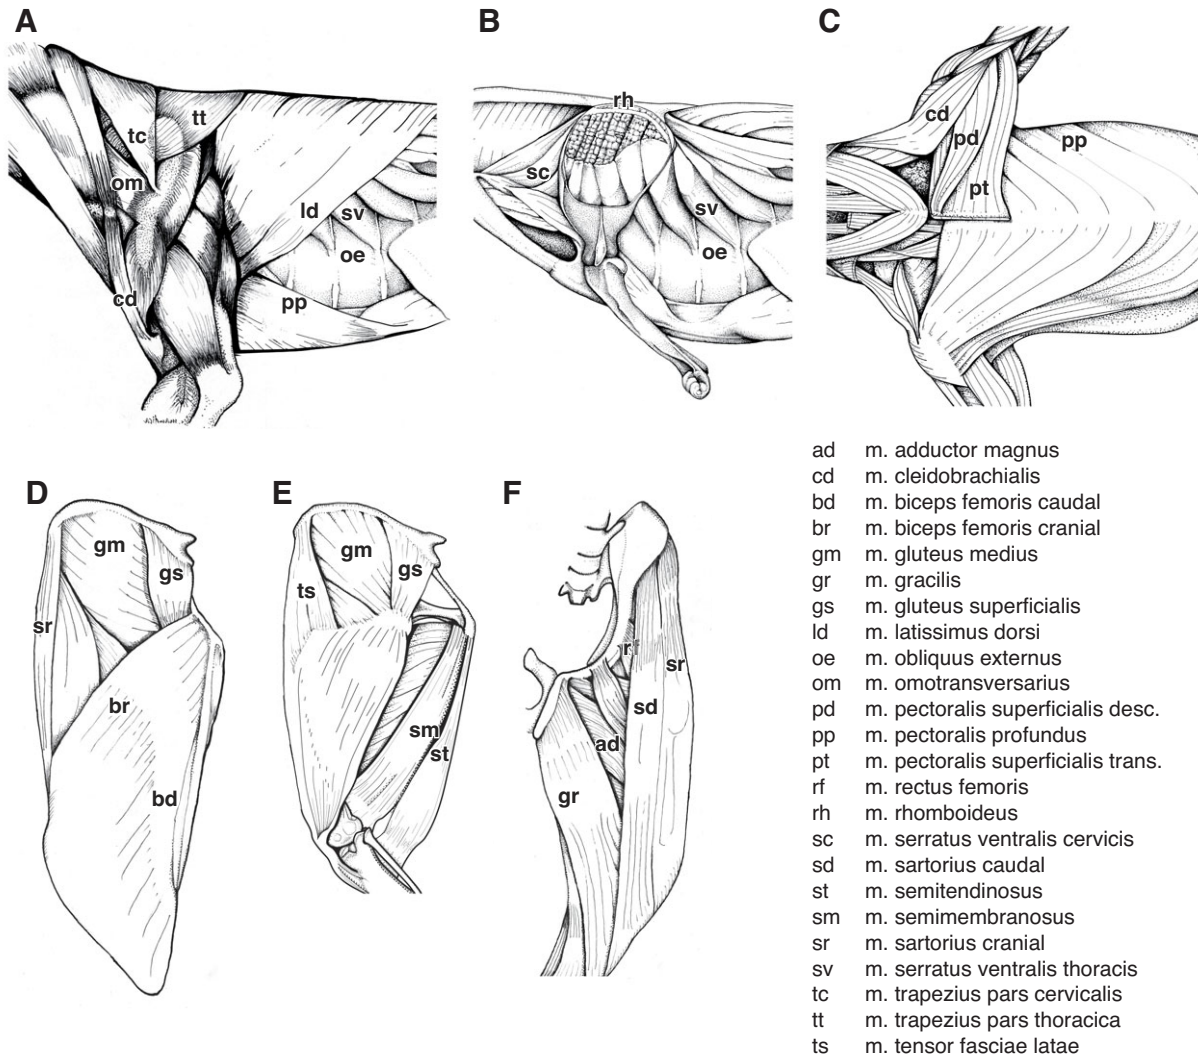 A
B
C
tt
tc
om
ld
sv
oe
cd
pp
rh
sc
sv
oe
cd
pd
pp
pt
D
E
F
gm
gs
sr
br
bd
gm
gs
ts
sm
st
rf
sr
sd
ad
gr
ad m. adductor magnus
cd m. cleidobrachialis
bd m. biceps femoris caudal
br m. biceps femoris cranial
gm m. gluteus medius
gr m. gracilis
gs m. gluteus superficialis
ld m. latissimus dorsi
oe m. obliquus externus
om m. omotransversarius
pd m. pectoralis superficialis desc.
pp m. pectoralis profundus
pt m. pectoralis superficialis trans.
rf m. rectus femoris
rh m. rhomboideus
sc m. serratus ventralis cervicis
sd m. sartorius caudal
st m. semitendinosus
sm m. semimembranosus
sr m. sartorius cranial
sv m. serratus ventralis thoracis
tc m. trapezius pars cervicalis
tt m. trapezius pars thoracica
ts m. tensor fasciae latae